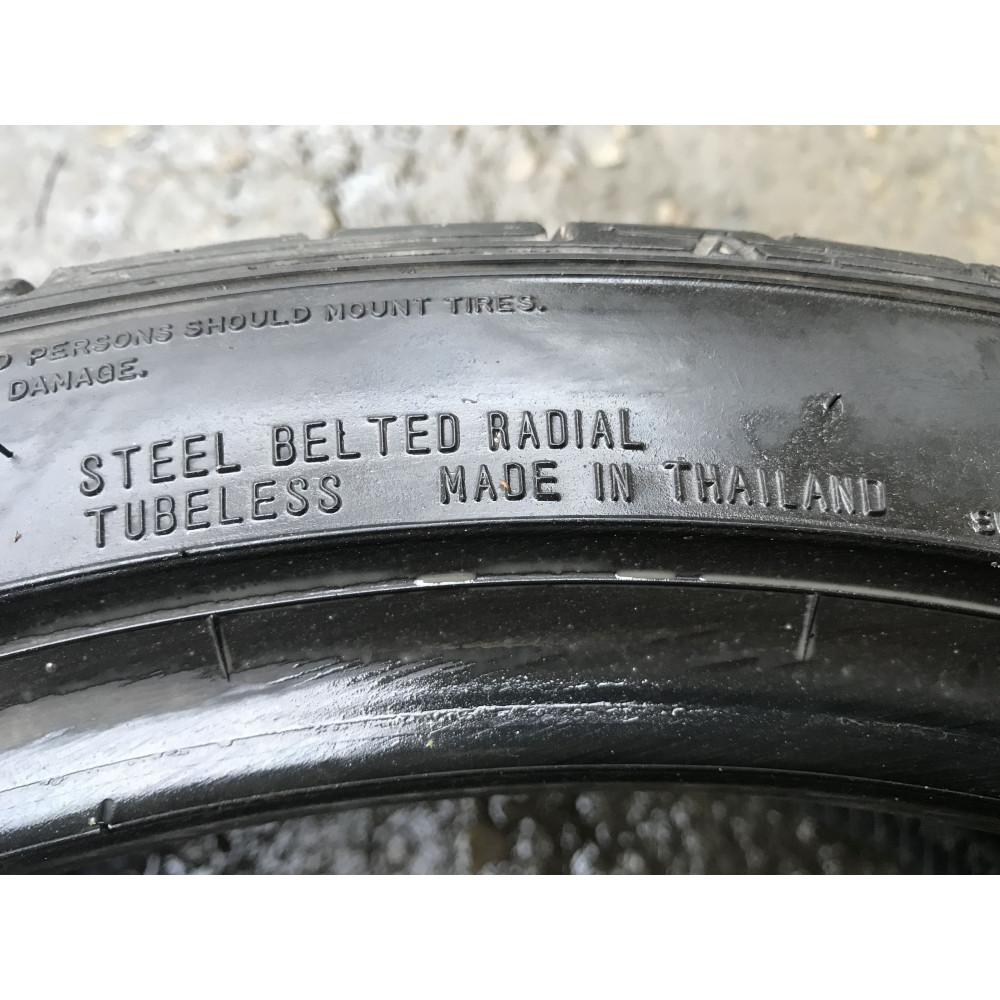 PERSONS SHOULD MOUNT TIRES.
DAMAGE.
STEEL BELTED RADIAL
TUBELESS MADE IN THAILAND